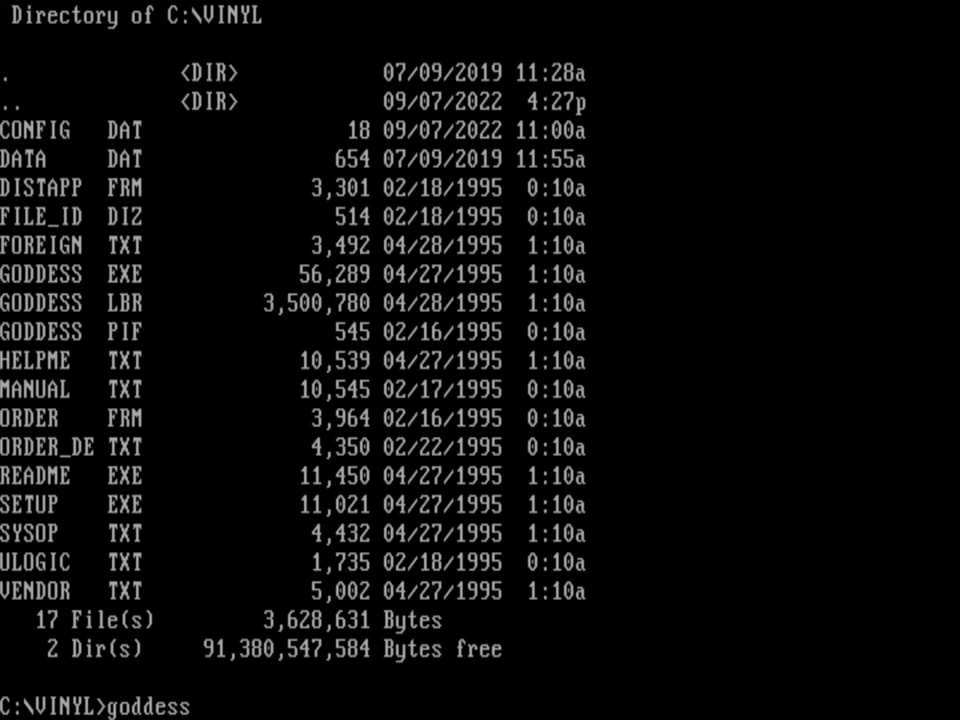 Directory of C:\VINYL
. <DIR> 07/09/2019 11:28a
.. <DIR> 09/07/2022 4:27p
CONFIG DAT 18 09/07/2022 11:00a
DATA DAT 654 07/09/2019 11:55a
DISTAPP FRM 3,301 02/18/1995 0:10a
FILE_ID DIZ 514 02/18/1995 0:10a
FOREIGN TXT 3,492 04/28/1995 1:10a
GODDESS EXE 56,289 04/27/1995 1:10a
GODDESS LBR 3,500,780 04/28/1995 1:10a
GODDESS PIF 545 02/16/1995 0:10a
HELPME TXT 10,539 04/27/1995 1:10a
MANUAL TXT 10,545 02/17/1995 0:10a
ORDER FRM 3,964 02/16/1995 0:10a
ORDER_DE TXT 4,350 02/22/1995 0:10a
README EXE 11,450 04/27/1995 1:10a
SETUP EXE 11,021 04/27/1995 1:10a
SYSOP TXT 4,432 04/27/1995 1:10a
ULOGIC TXT 1,735 02/18/1995 0:10a
VENDOR TXT 5,002 04/27/1995 1:10a
17 File(s) 3,628,631 Bytes
2 Dir(s) 91,380,547,584 Bytes free
C:\VINYL>goddess